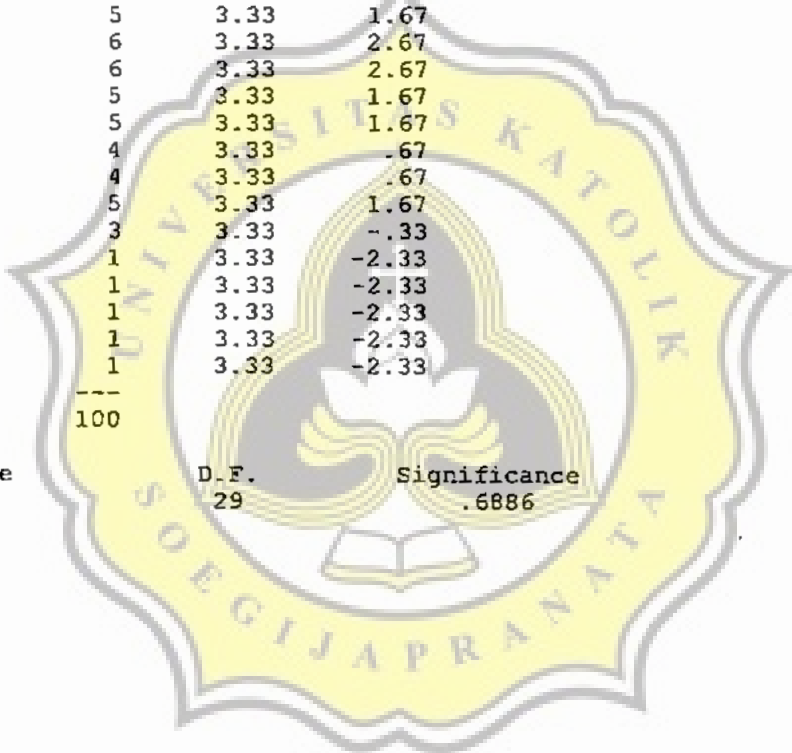 5 3.33 1.67
6 3.33 2.67
6 3.33 2.67
5 3.33 1.67
5 3.33 1.67
4 3.33 .67
4 3.33 .67
5 3.33 1.67
3 3.33 -.33
1 3.33 -2.33
1 3.33 -2.33
1 3.33 -2.33
1 3.33 -2.33
1 3.33 -2.33
---
100
e D.F. Significance
29 .6886
UNIVERSITAS KATOLIK
SOEGIJAPRANATA